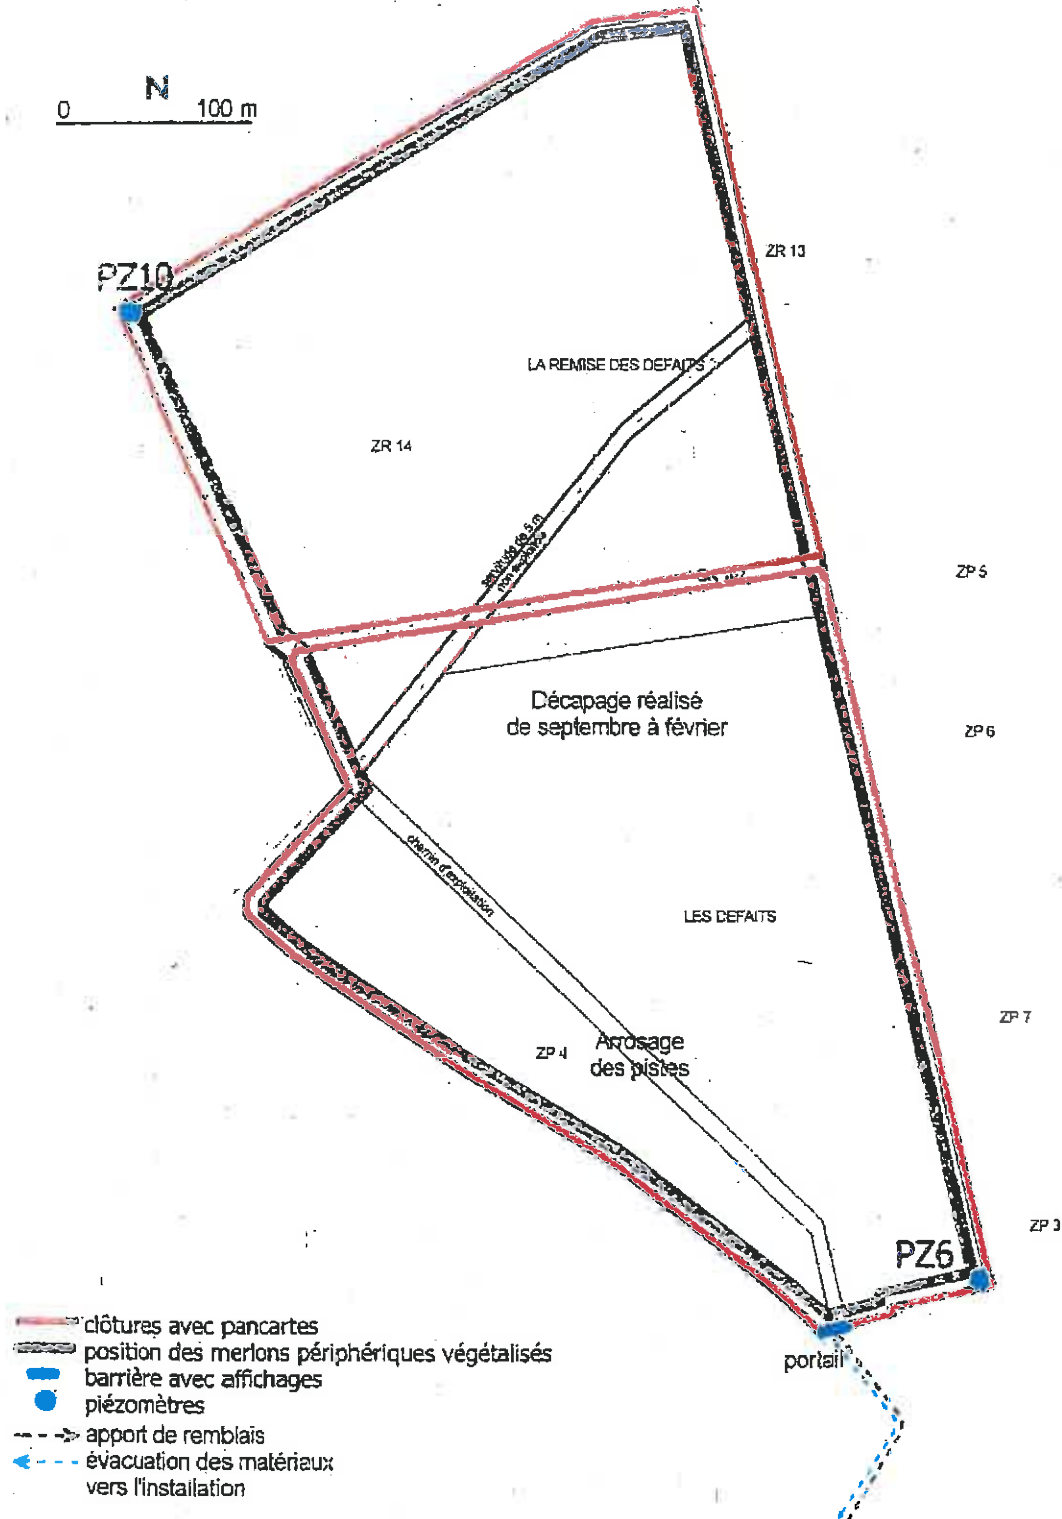 N
0 100 m
ZR 13
PZ10
LA REMISE DES DEFAITS
ZR 14
servitude de 5 m
non exploitée
ZP 5
Décapage réalisé
de septembre à février
ZP 6
chemin d'exploitation
LES DEFAITS
ZP 7
Arrosage
des pistes
ZP 4
ZP 3
PZ6
portail
clôtures avec pancartes
position des merlons périphériques végétalisés
barrière avec affichages
piézomètres
apport de remblais
évacuation des matériaux
vers l'installation